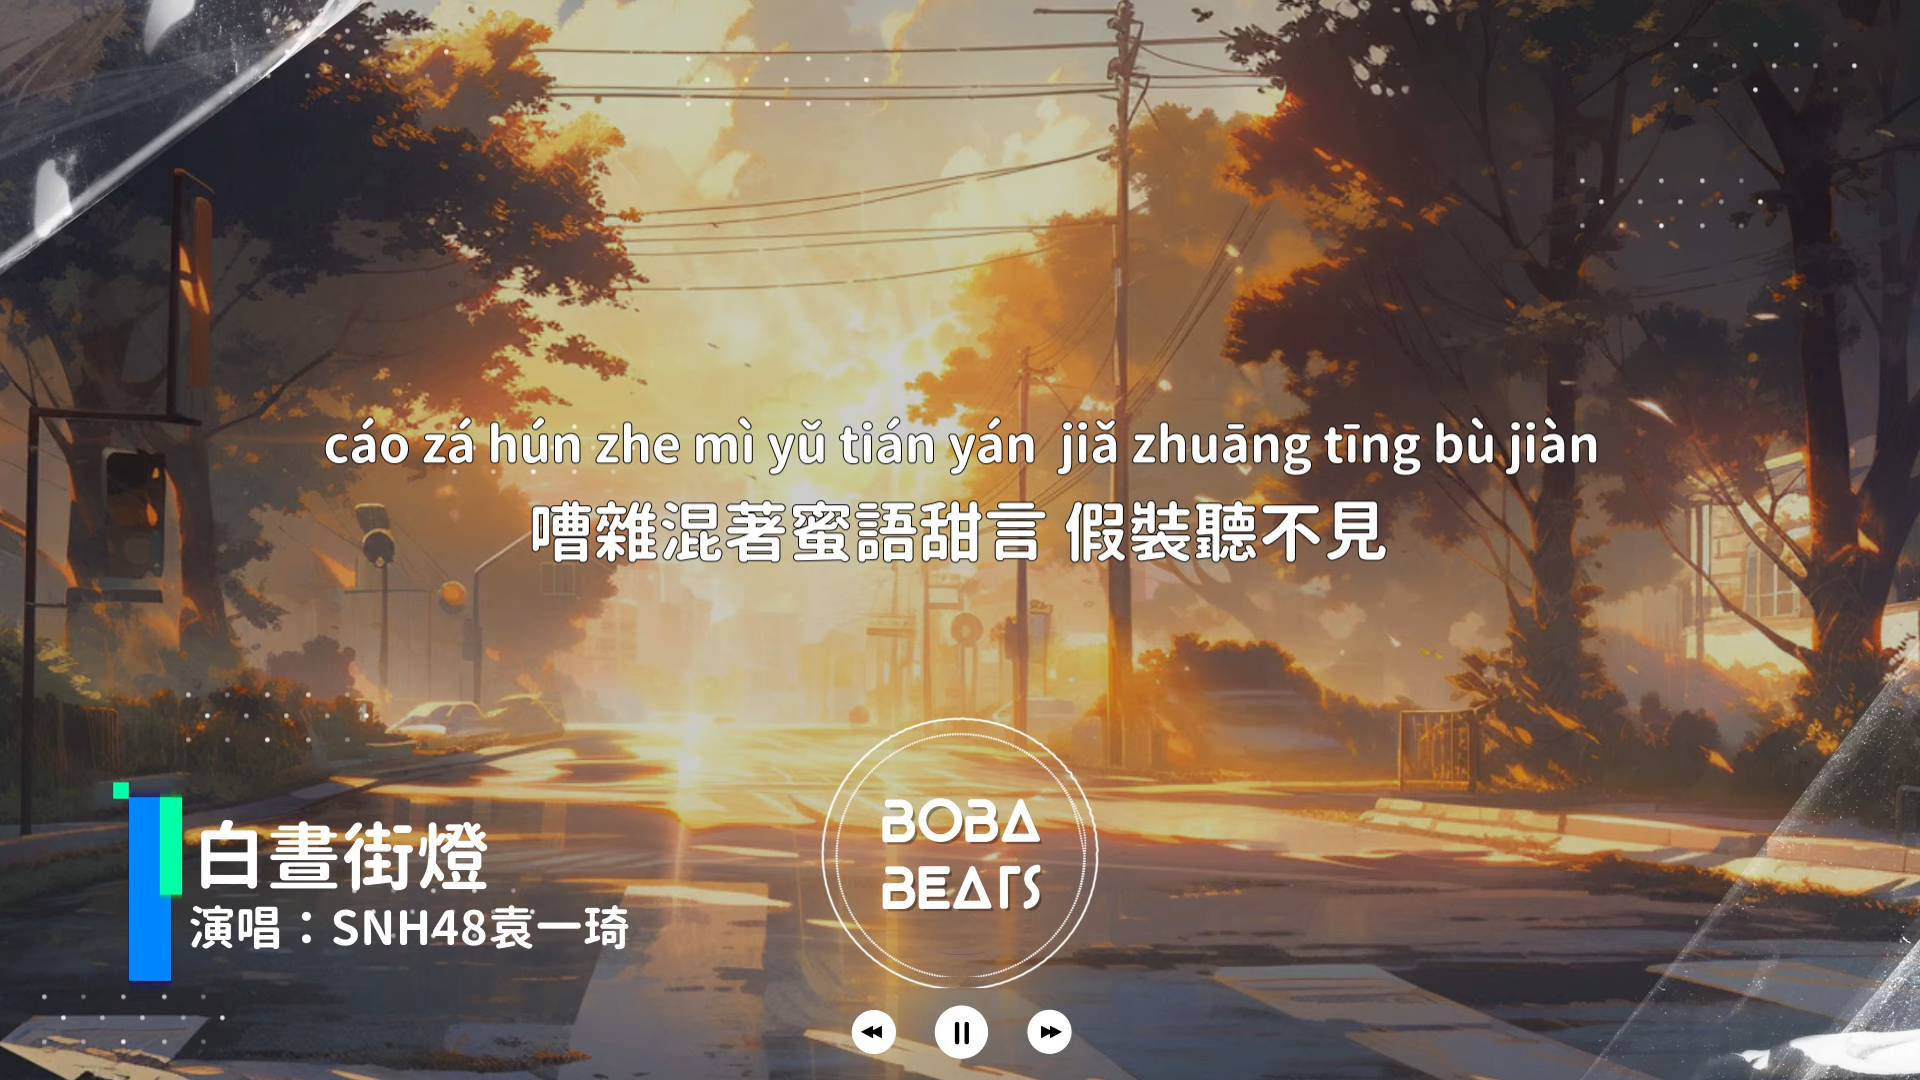 cáo zá hún zhe mì yǔ tián yán  jiǎ zhuāng tīng bù jiàn
嘈雜混著蜜語甜言 假裝聽不見
BOBA
BEATS
白晝街燈
演唱：SNH48袁一琦